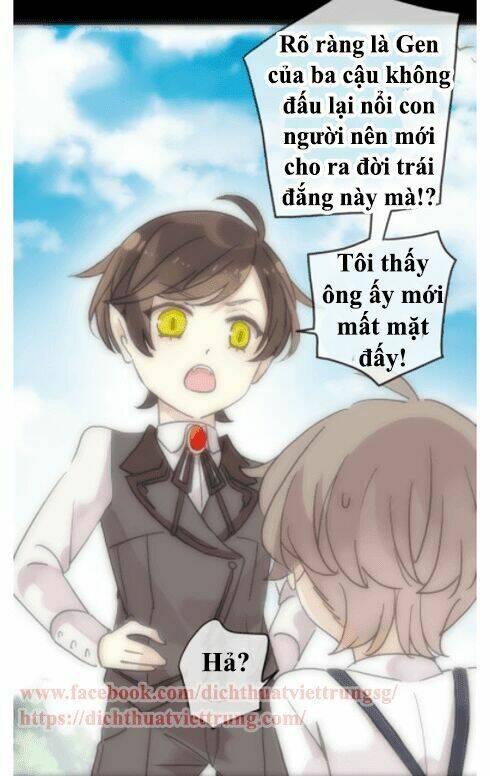 Rõ ràng là Gen
của ba cậu không
đấu lại nổi con
người nên mới
cho ra đời trái
đắng này mà!?
Tôi thấy
ông ấy mới
mất mặt
đấy!
Hả?
www.facebook.com/dichthuatviettrungsg/
https://dichthuatviettrung.com/